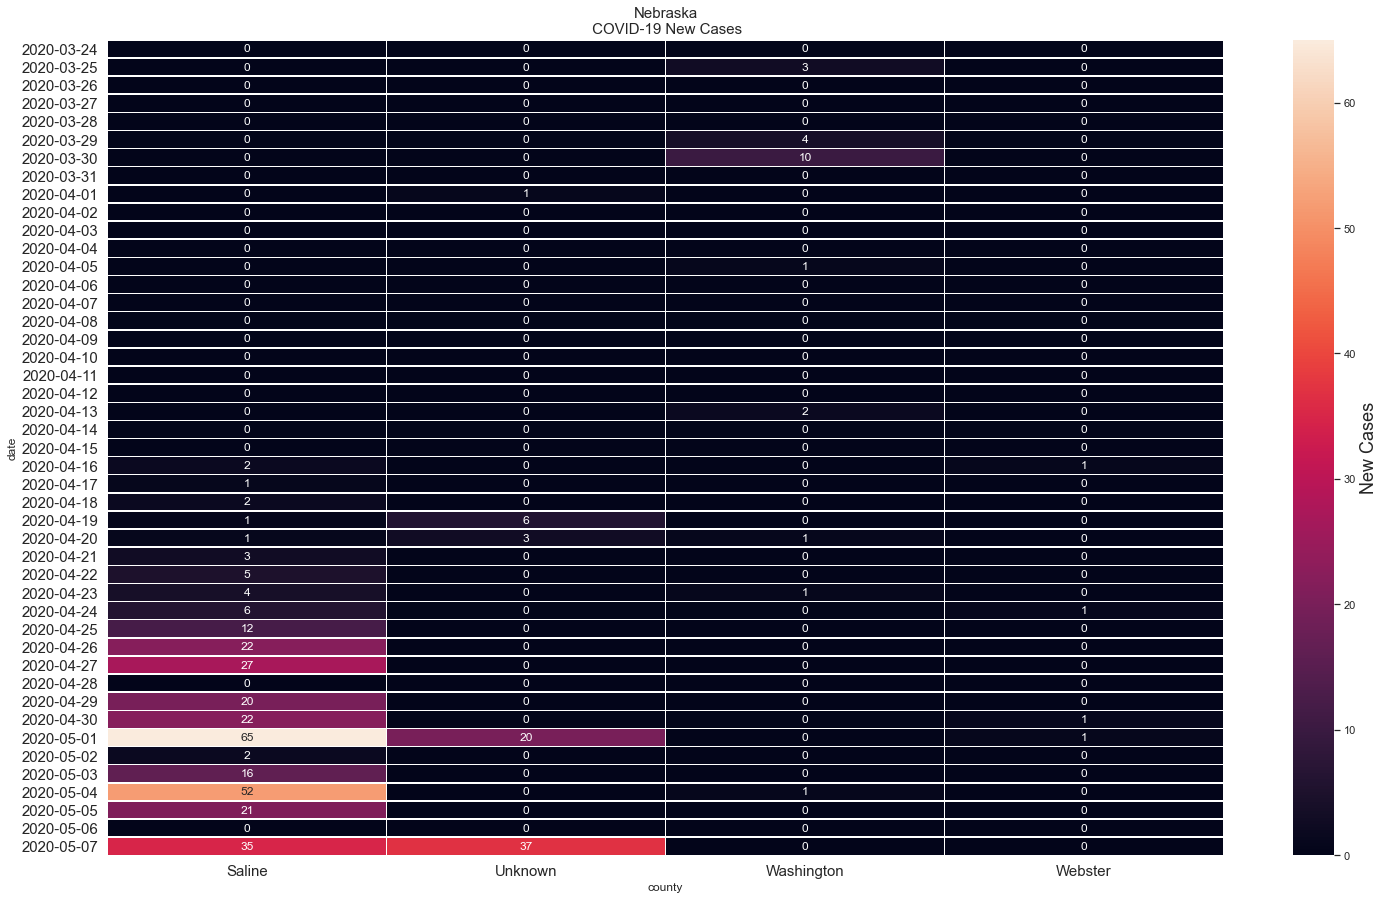 Nebraska
COVID-19 New Cases
2020-03-24 0 0 0 0
2020-03-25 0 0 3 0
2020-03-26 0 0 0 0
2020-03-27 0 0 0 0
2020-03-28 0 0 0 0
2020-03-29 0 0 4 0
2020-03-30 0 0 10 0
2020-03-31 0 0 0 0
2020-04-01 0 1 0 0
2020-04-02 0 0 0 0
2020-04-03 0 0 0 0
2020-04-04 0 0 0 0
2020-04-05 0 0 1 0
2020-04-06 0 0 0 0
2020-04-07 0 0 0 0
2020-04-08 0 0 0 0
2020-04-09 0 0 0 0
2020-04-10 0 0 0 0
2020-04-11 0 0 0 0
2020-04-12 0 0 0 0
2020-04-13 0 0 2 0
2020-04-14 0 0 0 0
2020-04-15 0 0 0 0
2020-04-16 2 0 0 1
2020-04-17 1 0 0 0
2020-04-18 2 0 0 0
2020-04-19 1 6 0 0
2020-04-20 1 3 1 0
2020-04-21 3 0 0 0
2020-04-22 5 0 0 0
2020-04-23 4 0 1 0
2020-04-24 6 0 0 1
2020-04-25 12 0 0 0
2020-04-26 22 0 0 0
2020-04-27 27 0 0 0
2020-04-28 0 0 0 0
2020-04-29 20 0 0 0
2020-04-30 22 0 0 1
2020-05-01 65 20 0 1
2020-05-02 2 0 0 0
2020-05-03 16 0 0 0
2020-05-04 52 0 1 0
2020-05-05 21 0 0 0
2020-05-06 0 0 0 0
2020-05-07 35 37 0 0
Saline Unknown Washington Webster
county
date
60
50
40
30
20
10
0
New Cases